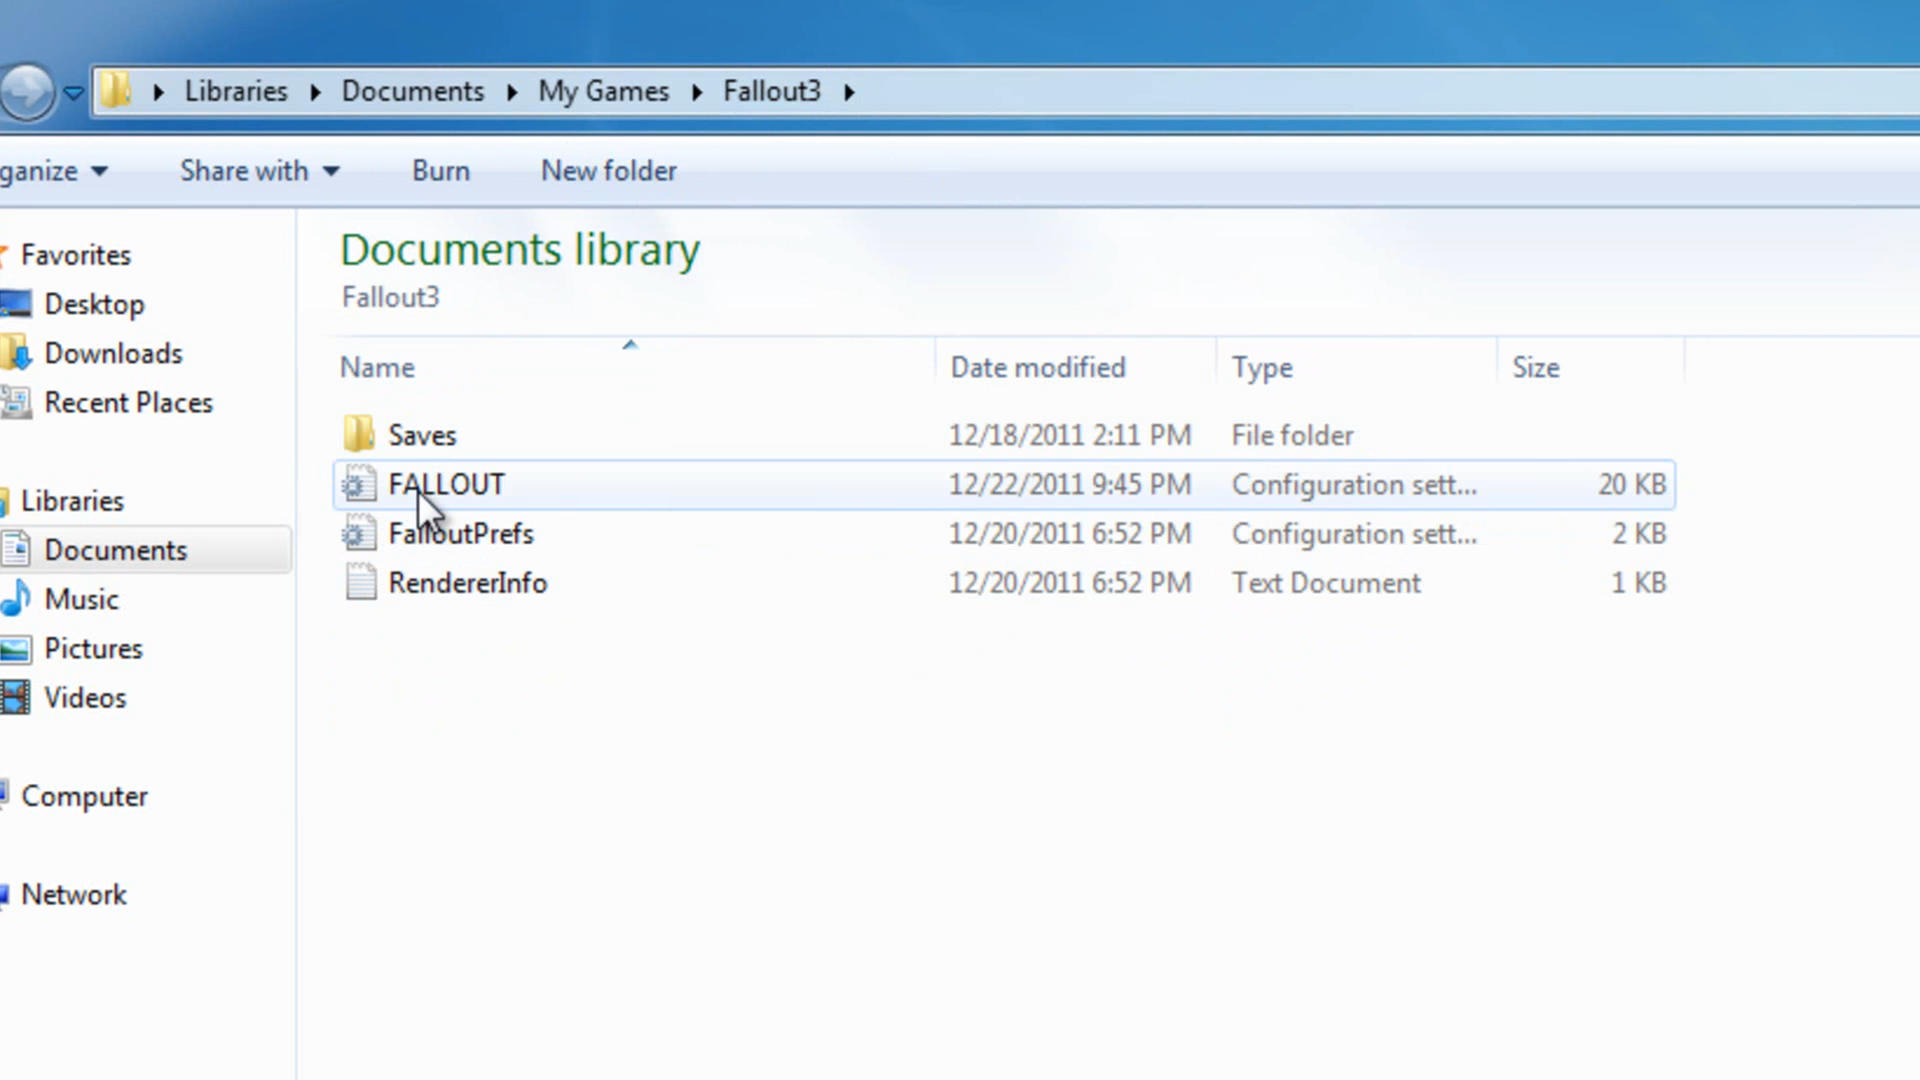 Libraries Documents My Games Fallout3
ganize Share with Burn New folder
Favorites
Desktop
Downloads
Recent Places
Libraries
Documents
Music
Pictures
Videos
Computer
Network
Documents library
Fallout3
Name Date modified Type Size
Saves 12/18/2011 2:11 PM File folder
FALLOUT 12/22/2011 9:45 PM Configuration sett... 20 KB
FalloutPrefs 12/20/2011 6:52 PM Configuration sett... 2 KB
RendererInfo 12/20/2011 6:52 PM Text Document 1 KB